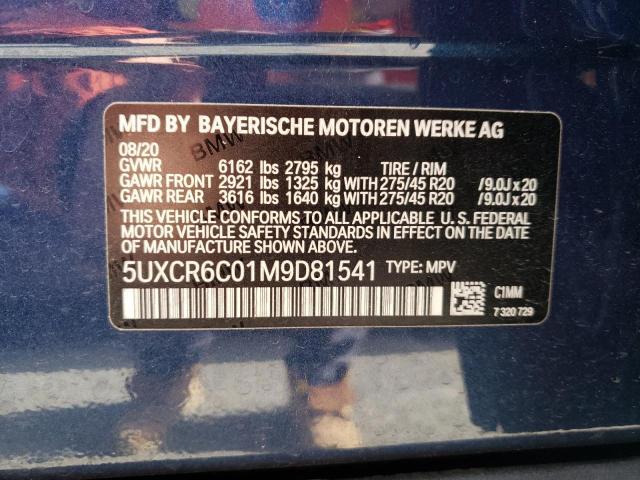 MFD BY BAYERISCHE MOTOREN WERKE AG
08/20
GVWR 6162 lbs 2795 kg TIRE / RIM
GAWR FRONT 2921 lbs 1325 kg WITH 275/45 R20 /9.0J x 20
GAWR REAR 3616 lbs 1640 kg WITH 275/45 R20 /9.0J x 20
THIS VEHICLE CONFORMS TO ALL APPLICABLE U. S. FEDERAL
MOTOR VEHICLE SAFETY STANDARDS IN EFFECT ON THE
DATE OF MANUFACTURE SHOWN ABOVE.
5UXCR6C01M9D81541 TYPE: MPV
C1MM
7 320 729
BMW